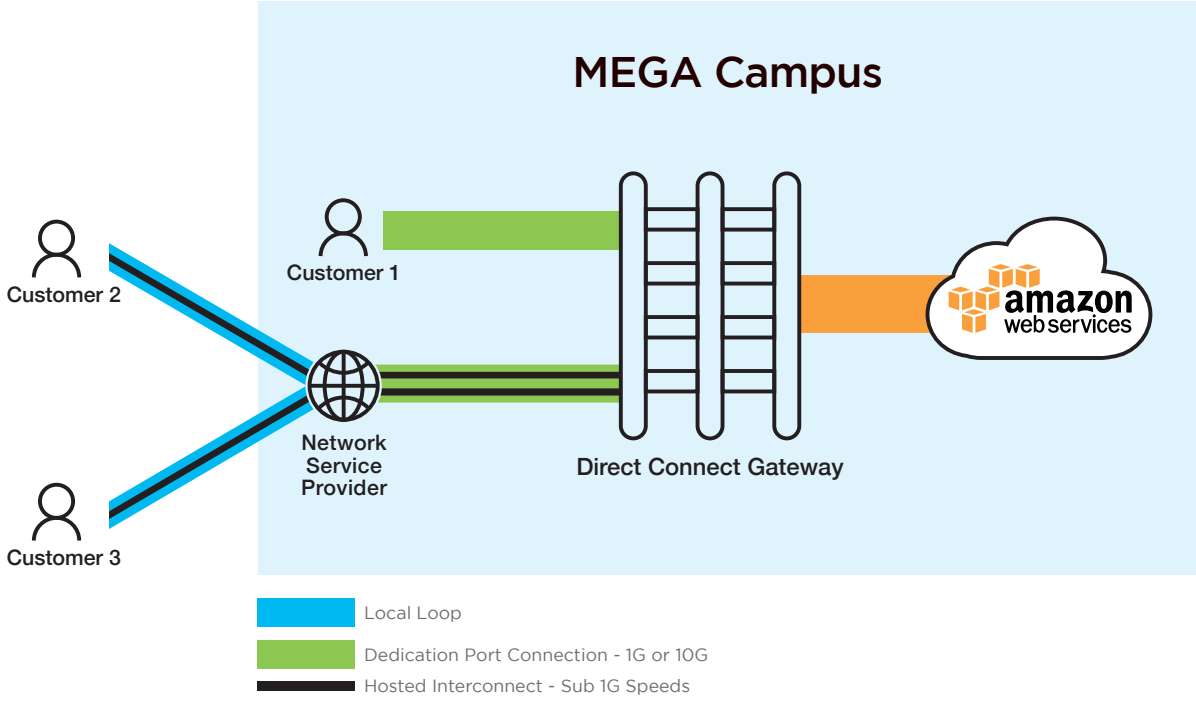 MEGA Campus
Customer 1
Customer 2
amazon
web services
Network
Service
Provider
Direct Connect Gateway
Customer 3
Local Loop
Dedication Port Connection - 1G or 10G
Hosted Interconnect - Sub 1G Speeds